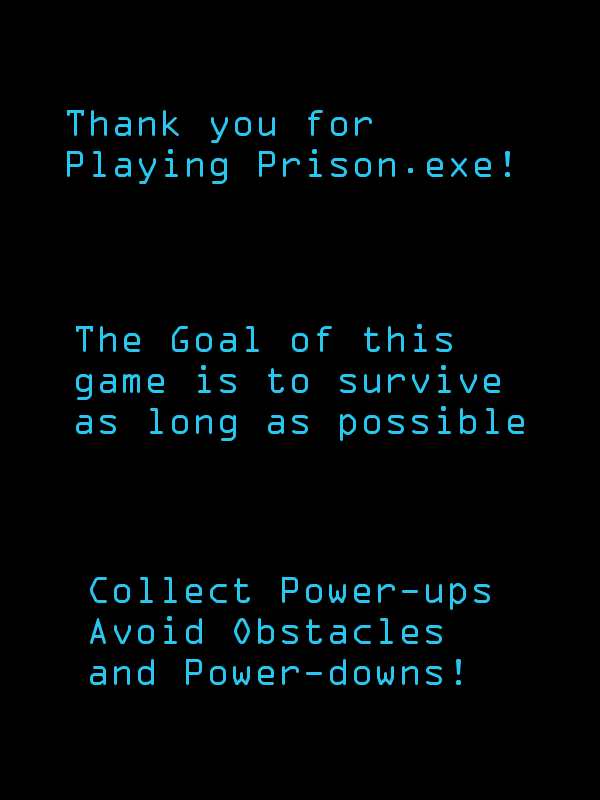 Thank you for
Playing Prison.exe!
The Goal of this
game is to survive
as long as possible
Collect Power-ups
Avoid Obstacles
and Power-downs!